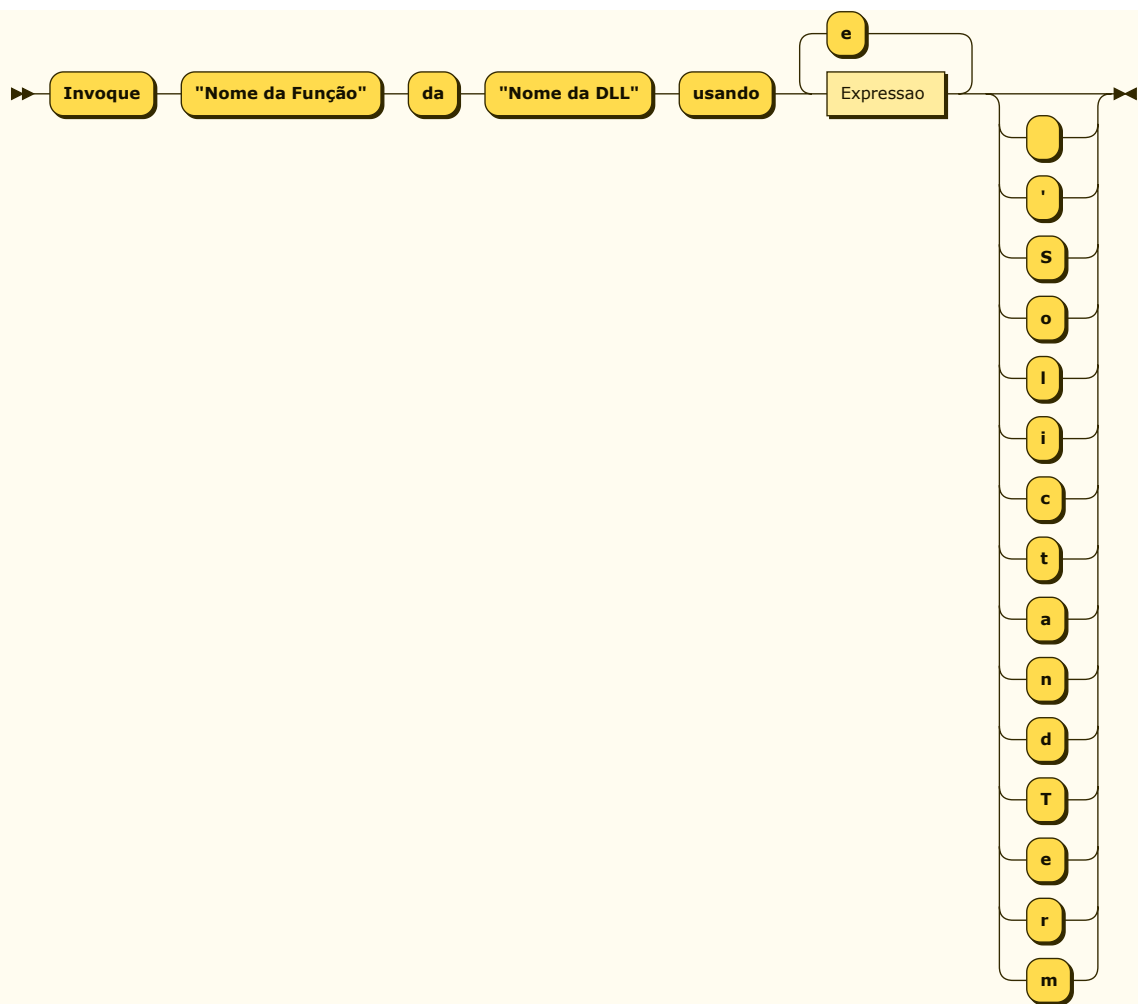 e
Invoque "Nome da Função" da "Nome da DLL" usando Expressao
'
S
o
l
i
c
t
a
n
d
T
e
r
m